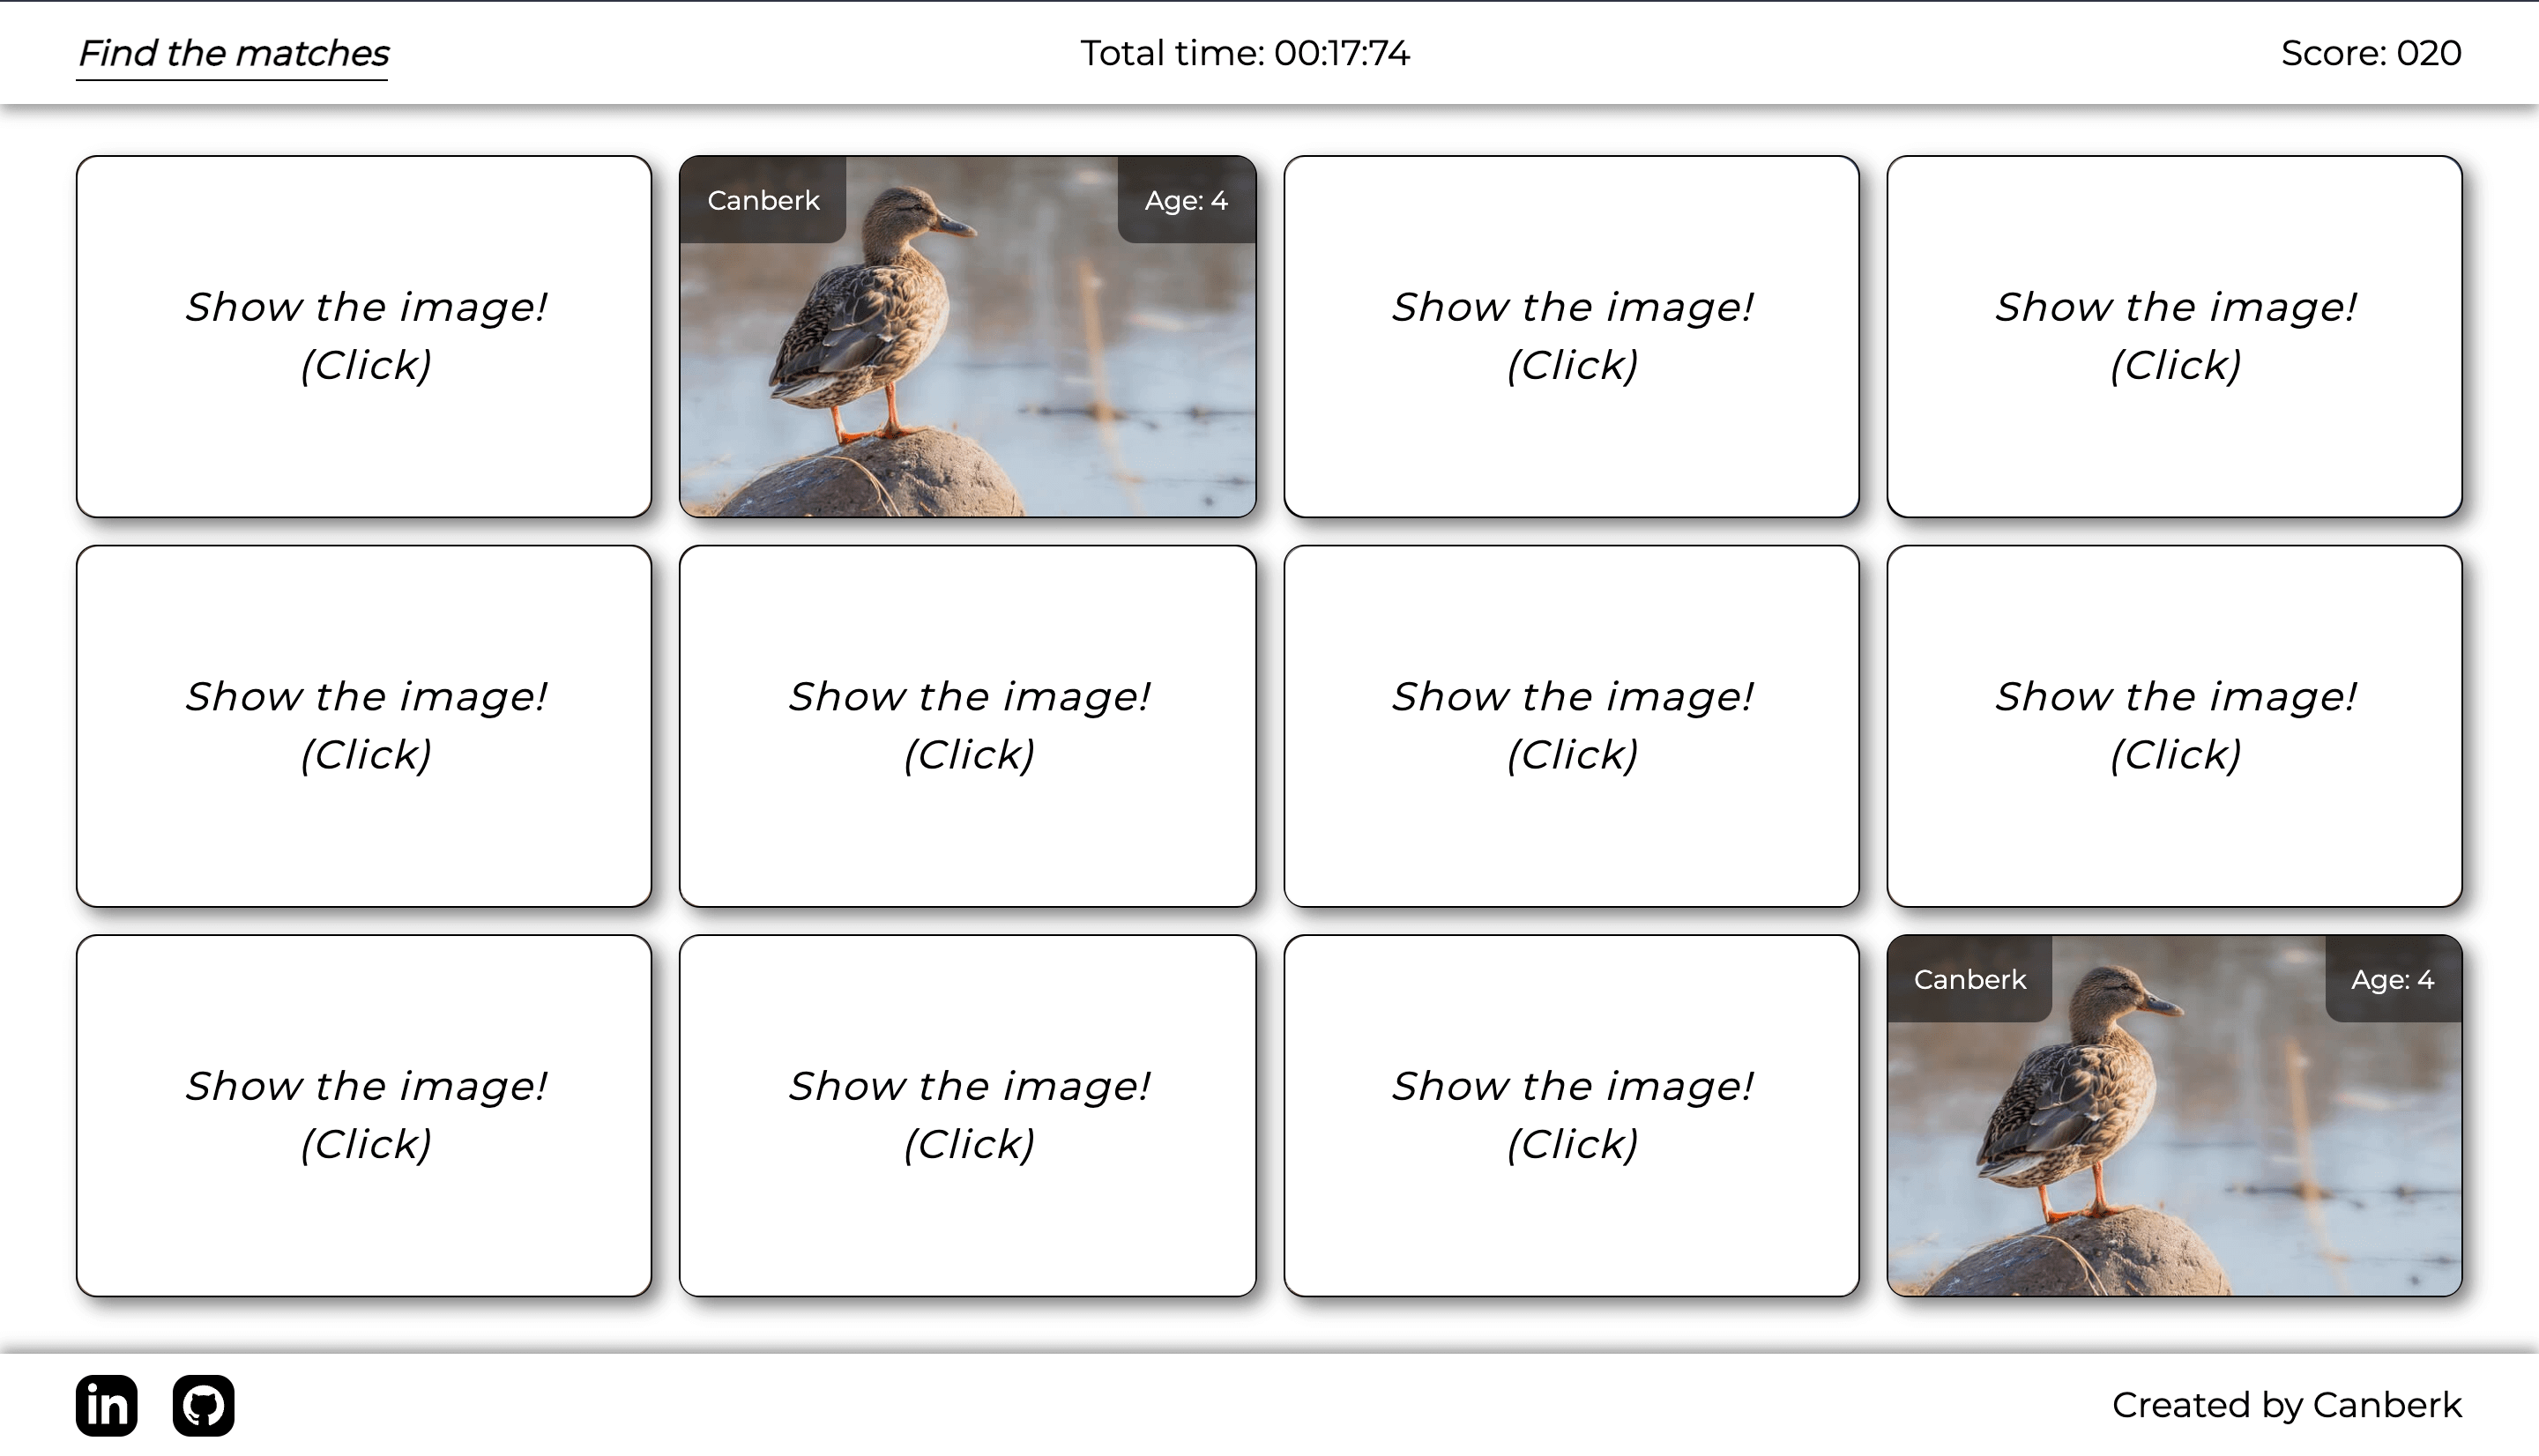 Find the matches
Total time: 00:17:74
Score: 020
Show the image!
(Click)
Canberk
Age: 4
Show the image!
(Click)
Show the image!
(Click)
Show the image!
(Click)
Show the image!
(Click)
Show the image!
(Click)
Show the image!
(Click)
Show the image!
(Click)
Show the image!
(Click)
Show the image!
(Click)
Canberk
Age: 4
in
Created by Canberk